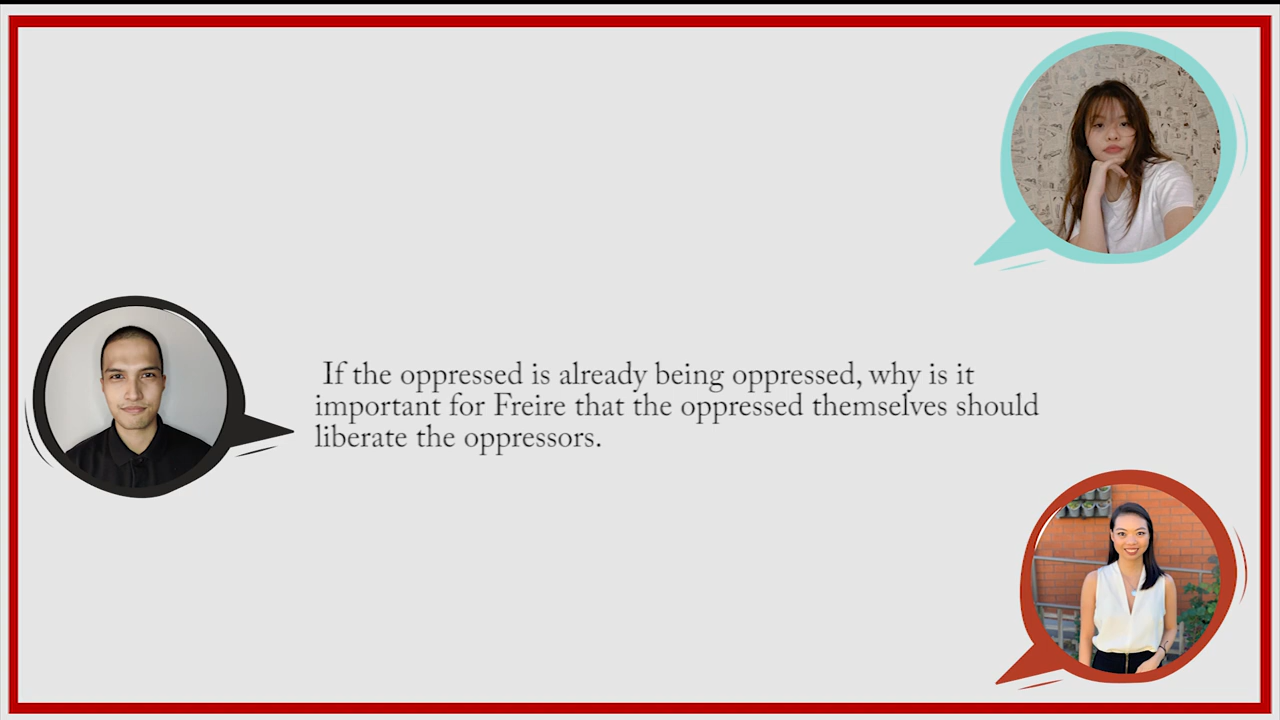 If the oppressed is already being oppressed, why is it
important for Freire that the oppressed themselves should
liberate the oppressors.